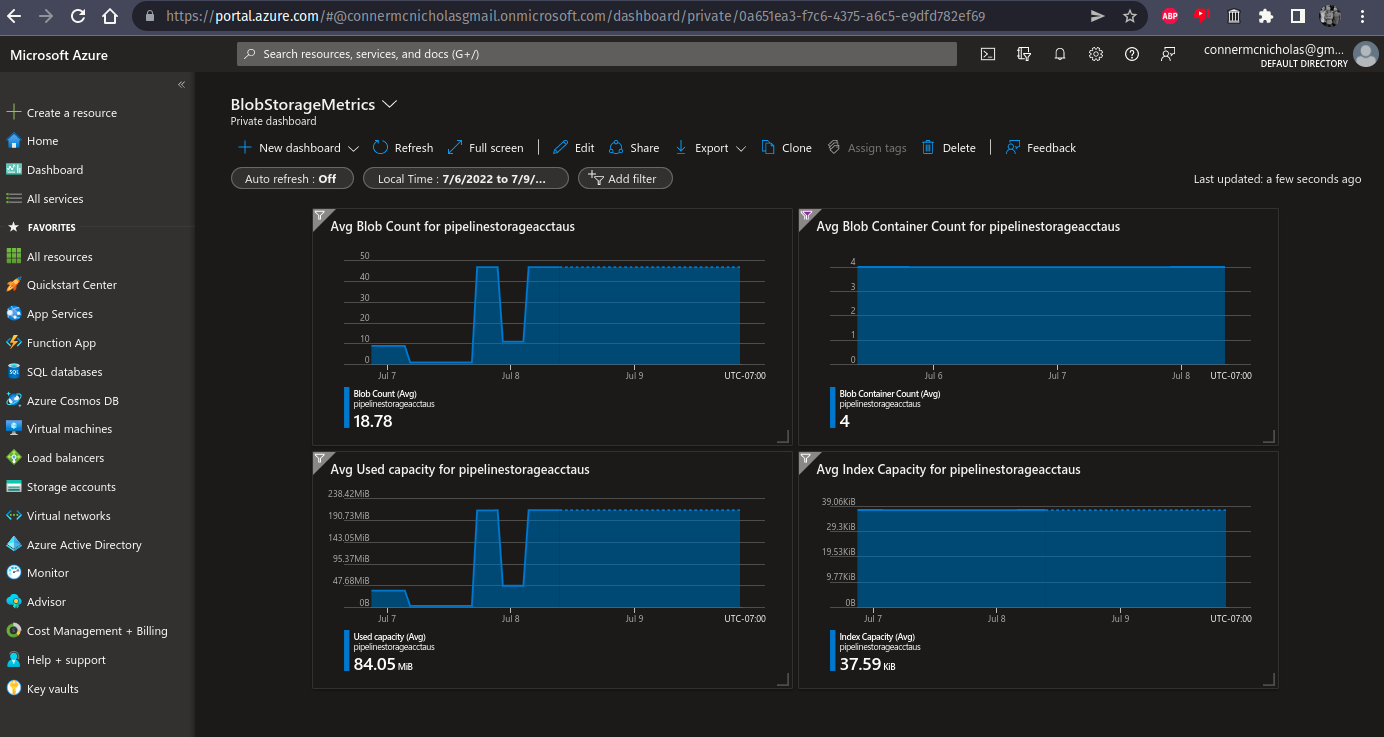 https://portal.azure.com/#@connermcnicholasgmail.onmicrosoft.com/dashboard/private/0a651ea3-f7c6-4375-a6c5-e9dfd782ef69
ABP
Microsoft Azure
Search resources, services, and docs (G+/)
connermcnicholas@gm...
DEFAULT DIRECTORY
«
Create a resource
Home
Dashboard
All services
FAVORITES
All resources
Quickstart Center
App Services
Function App
SQL databases
Azure Cosmos DB
Virtual machines
Load balancers
Storage accounts
Virtual networks
Azure Active Directory
Monitor
Advisor
Cost Management + Billing
Help + support
Key vaults
BlobStorageMetrics
Private dashboard
New dashboard Refresh Full screen Edit Share Export Clone Assign tags Delete Feedback
Auto refresh : Off Local Time : 7/6/2022 to 7/9/... Add filter
Last updated: a few seconds ago
Avg Blob Count for pipelinestorageacctaus
50
40
30
20
10
0
Jul 7 Jul 8 Jul 9 UTC-07:00
Blob Count (Avg)
pipelinestorageacctaus
18.78
Avg Blob Container Count for pipelinestorageacctaus
4
3
2
1
0
Jul 6 Jul 7 Jul 8 UTC-07:00
Blob Container Count (Avg)
pipelinestorageacctaus
4
Avg Used capacity for pipelinestorageacctaus
238.42MiB
190.73MiB
143.05MiB
95.37MiB
47.68MiB
0B
Jul 7 Jul 8 Jul 9 UTC-07:00
Used capacity (Avg)
pipelinestorageacctaus
84.05 MiB
Avg Index Capacity for pipelinestorageacctaus
39.06KiB
29.3KiB
19.53KiB
9.77KiB
0B
Jul 7 Jul 8 Jul 9 UTC-07:00
Index Capacity (Avg)
pipelinestorageacctaus
37.59 KiB